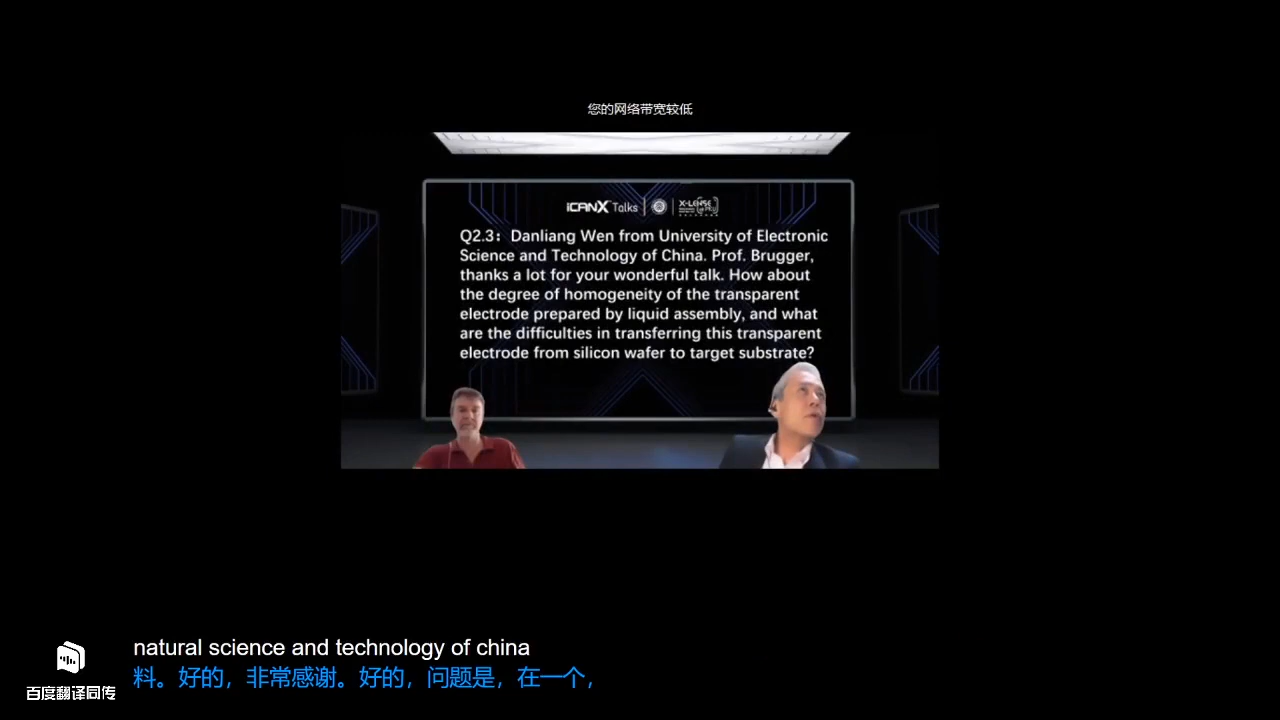 您的网络带宽较低
iCANX Talks X-LENSE
Q2.3：Danliang Wen from University of Electronic
Science and Technology of China. Prof. Brugger,
thanks a lot for your wonderful talk. How about
the degree of homogeneity of the transparent
electrode prepared by liquid assembly, and what
are the difficulties in transferring this transparent
electrode from silicon wafer to target substrate?
natural science and technology of china
料。好的，非常感谢。好的，问题是，在一个，
百度翻译同传